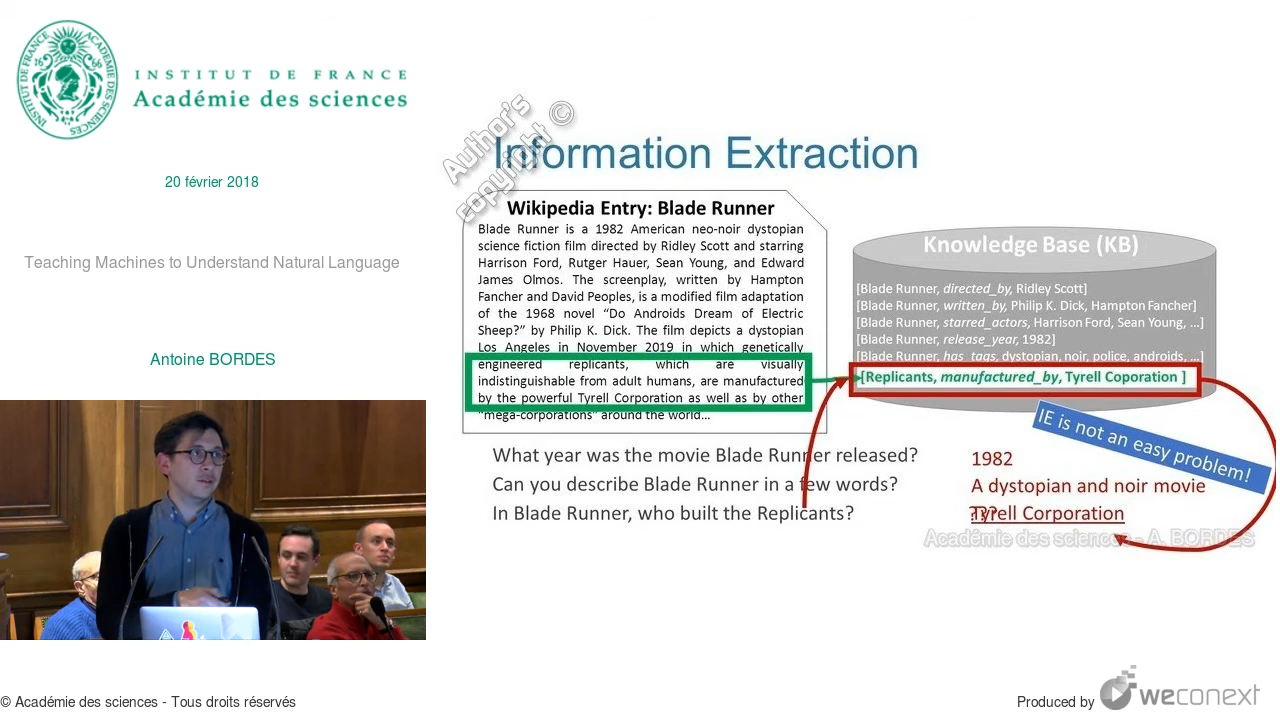 INSTITUT DE FRANCE
Académie des sciences
INSTITUT DE FRANCE
ACADEMIE DES SCIENCES
1666
20 février 2018
Teaching Machines to Understand Natural Language
Antoine BORDES
Author's
copyright ©
Information Extraction
Wikipedia Entry: Blade Runner
Blade Runner is a 1982 American neo-noir dystopian
science fiction film directed by Ridley Scott and starring
Harrison Ford, Rutger Hauer, Sean Young, and Edward
James Olmos. The screenplay, written by Hampton
Fancher and David Peoples, is a modified film adaptation
of the 1968 novel “Do Androids Dream of Electric
Sheep?” by Philip K. Dick. The film depicts a dystopian
Los Angeles in November 2019 in which genetically
engineered replicants, which are visually
indistinguishable from adult humans, are manufactured
by the powerful Tyrell Corporation as well as by other
“mega-corporations” around the world…
Knowledge Base (KB)
[Blade Runner, directed_by, Ridley Scott]
[Blade Runner, written_by, Philip K. Dick, Hampton Fancher]
[Blade Runner, starred_actors, Harrison Ford, Sean Young, …]
[Blade Runner, release_year, 1982]
[Blade Runner, has_tags, dystopian, noir, police, androids, …]
[Replicants, manufactured_by, Tyrell Coporation ]
IE is not an easy problem!
What year was the movie Blade Runner released?
1982
Can you describe Blade Runner in a few words?
A dystopian and noir movie
In Blade Runner, who built the Replicants?
???
Tyrell Corporation
Académie des sciences - A. BORDES
© Académie des sciences - Tous droits réservés
Produced by weconext